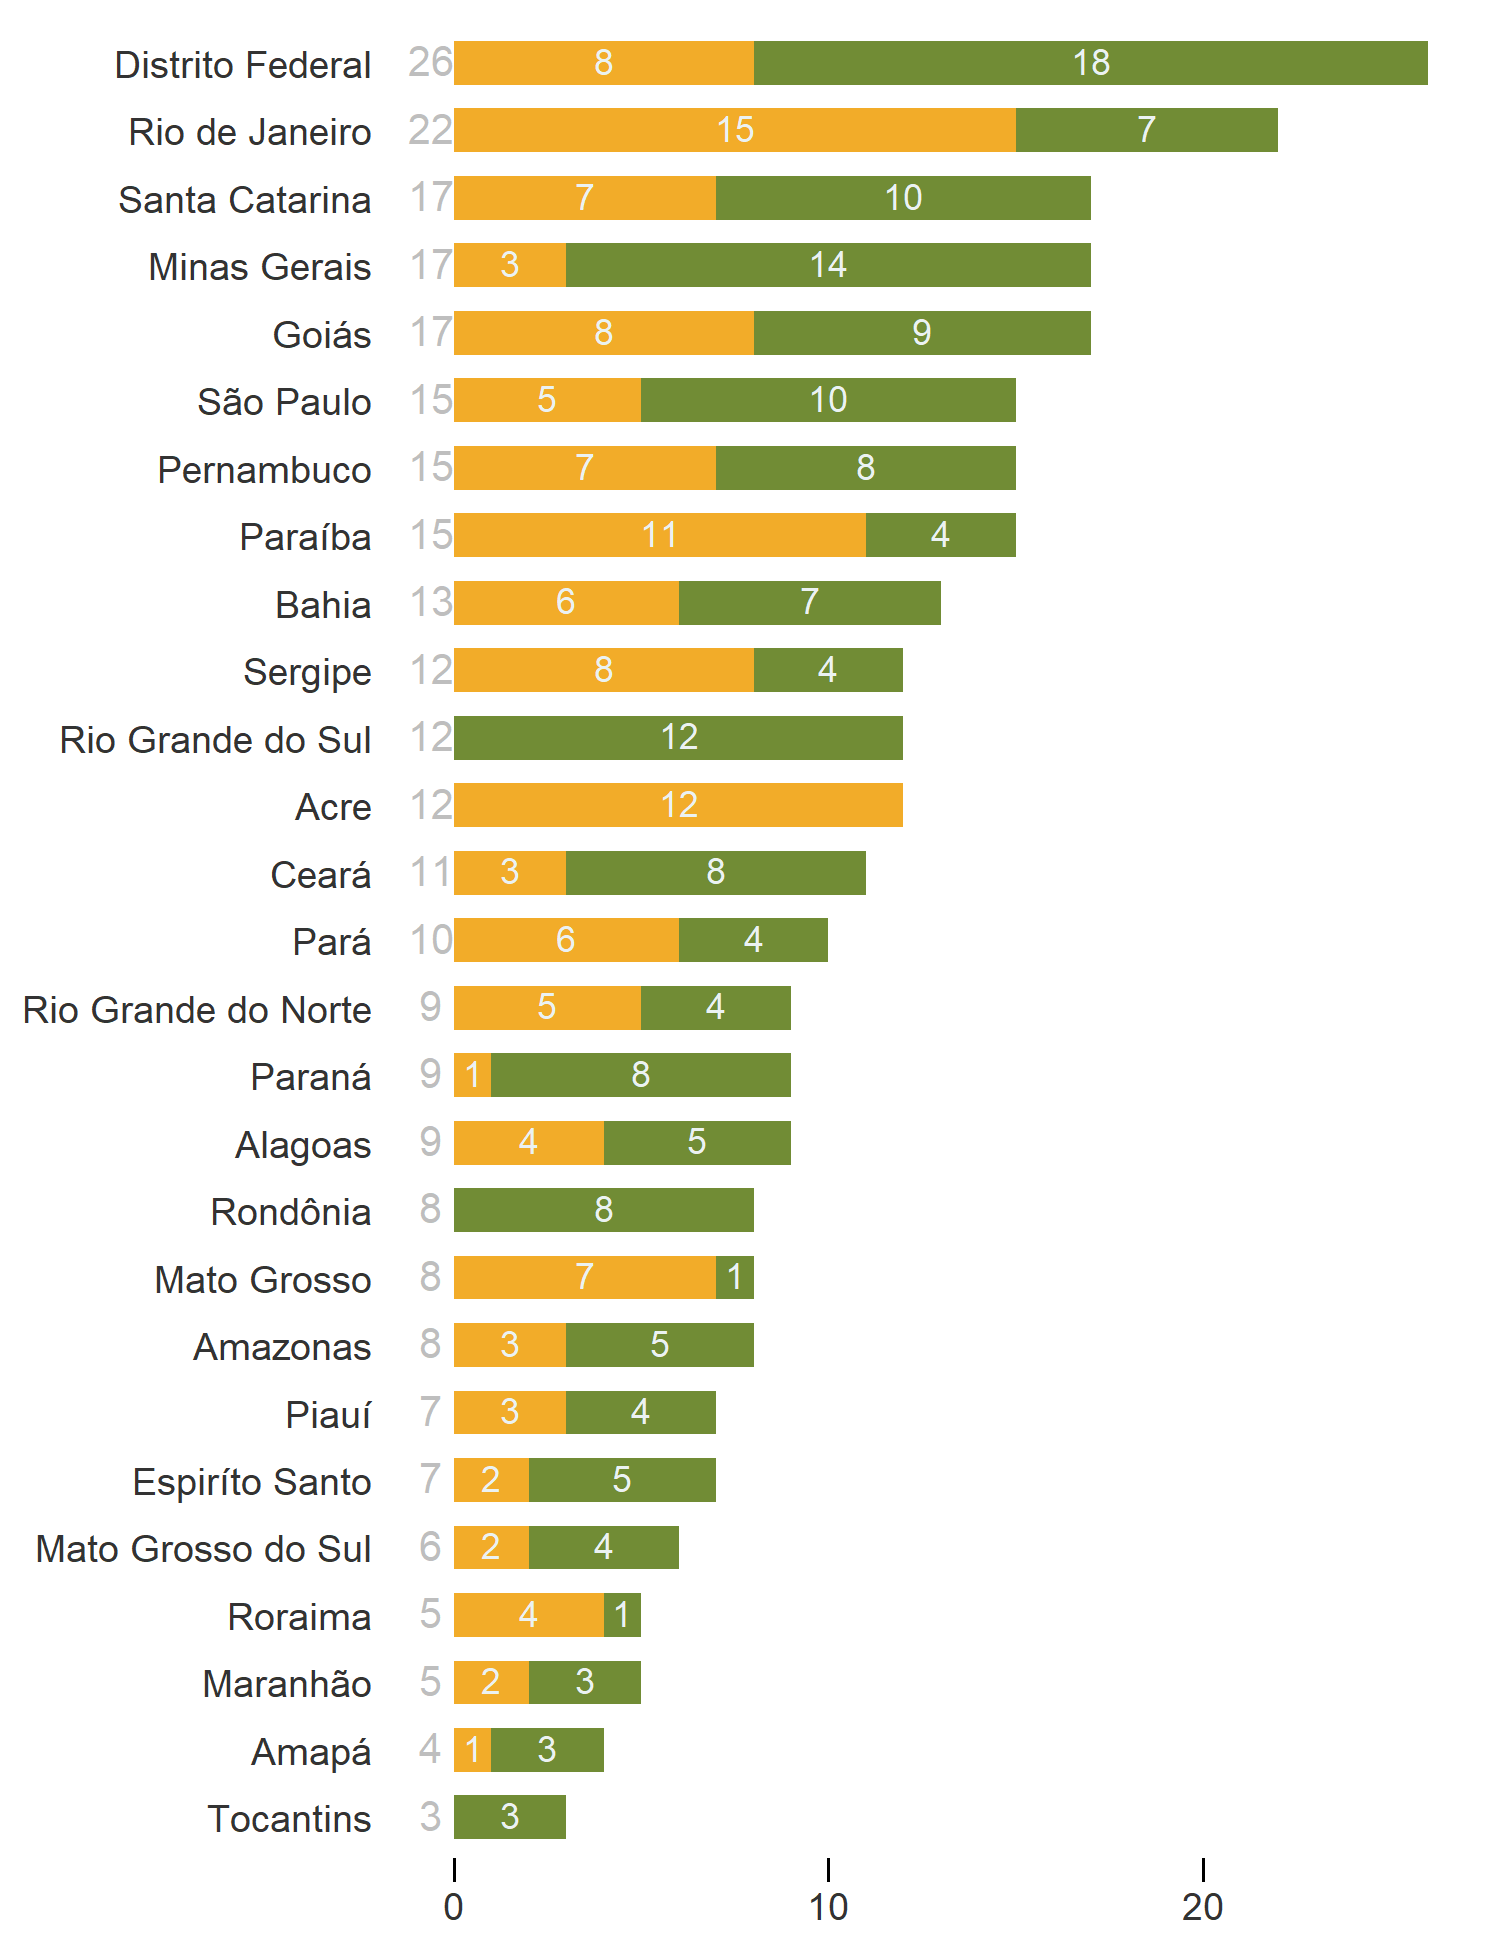 Distrito Federal 26 8 18
Rio de Janeiro 22 15 7
Santa Catarina 17 7 10
Minas Gerais 17 3 14
Goiás 17 8 9
São Paulo 15 5 10
Pernambuco 15 7 8
Paraíba 15 11 4
Bahia 13 6 7
Sergipe 12 8 4
Rio Grande do Sul 12 12
Acre 12 12
Ceará 11 3 8
Pará 10 6 4
Rio Grande do Norte 9 5 4
Paraná 9 1 8
Alagoas 9 4 5
Rondônia 8 8
Mato Grosso 8 7 1
Amazonas 8 3 5
Piauí 7 3 4
Espiríto Santo 7 2 5
Mato Grosso do Sul 6 2 4
Roraima 5 4 1
Maranhão 5 2 3
Amapá 4 1 3
Tocantins 3 3
0 10 20